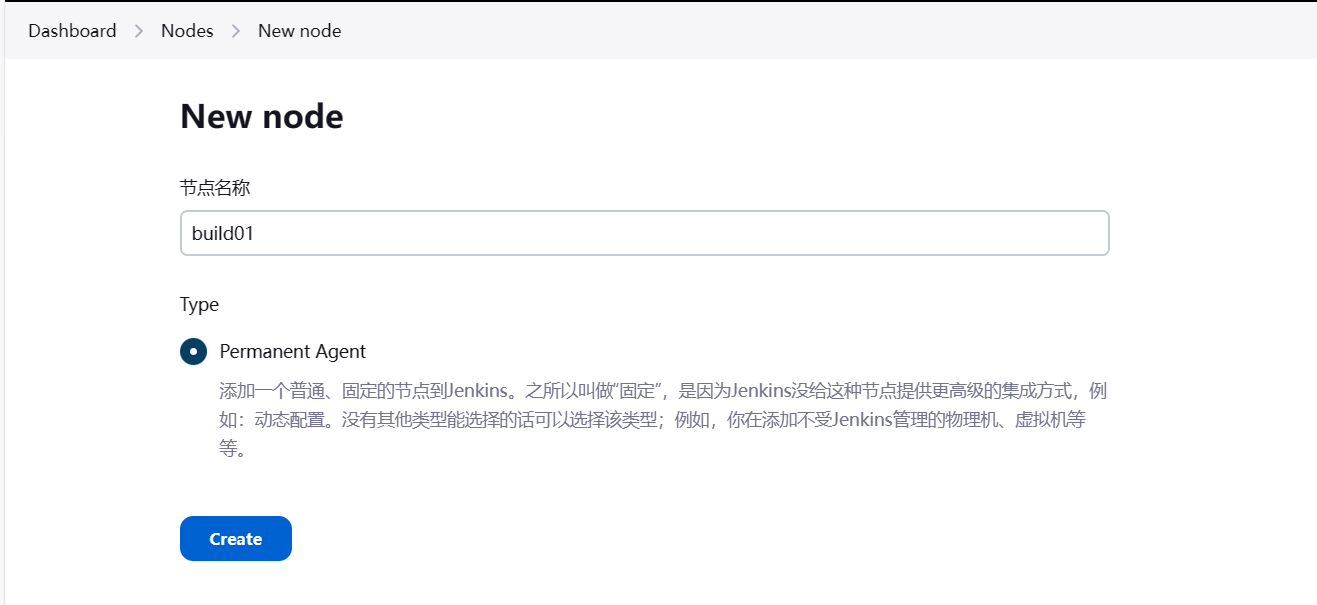 Dashboard > Nodes > New node
New node
节点名称
build01
Type
Permanent Agent
添加一个普通、固定的节点到Jenkins。之所以叫做“固定”，是因为Jenkins没给这种节点提供更高级的集成方式，例
如：动态配置。没有其他类型能选择的话可以选择该类型；例如，你在添加不受Jenkins管理的物理机、虚拟机等
等。
Create